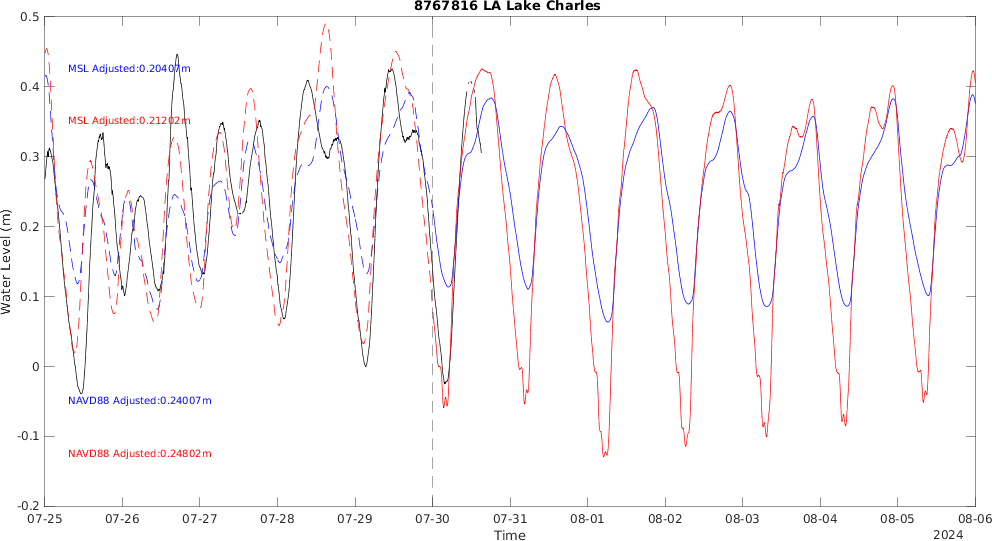 8767816 LA Lake Charles
0.5
0.4
0.3
0.2
0.1
0
-0.1
-0.2
Water Level (m)
MSL Adjusted:0.20407m
MSL Adjusted:0.21202m
NAVD88 Adjusted:0.24007m
NAVD88 Adjusted:0.24802m
07-25 07-26 07-27 07-28 07-29 07-30 07-31 08-01 08-02 08-03 08-04 08-05 08-06
Time
2024